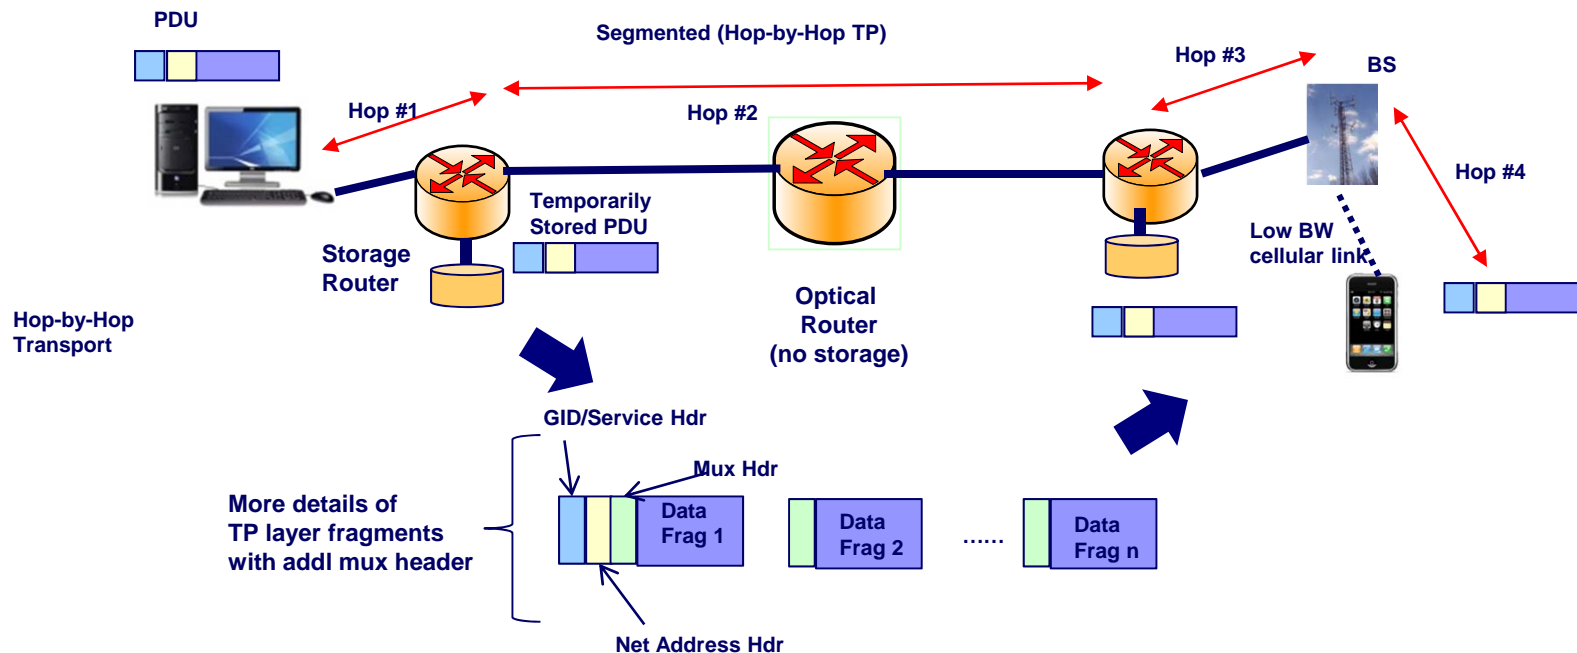 PDU
Segmented (Hop-by-Hop TP)
Hop #3
BS
Hop #1
Hop #2
Hop #4
Temporarily
Stored PDU
Storage
Router
Low BW
cellular link
Optical
Router
(no storage)
Hop-by-Hop
Transport
GID/Service Hdr
Mux Hdr
More details of
TP layer fragments
with addl mux header
Data
Frag 1
Data
Frag 2
......
Data
Frag n
Net Address Hdr